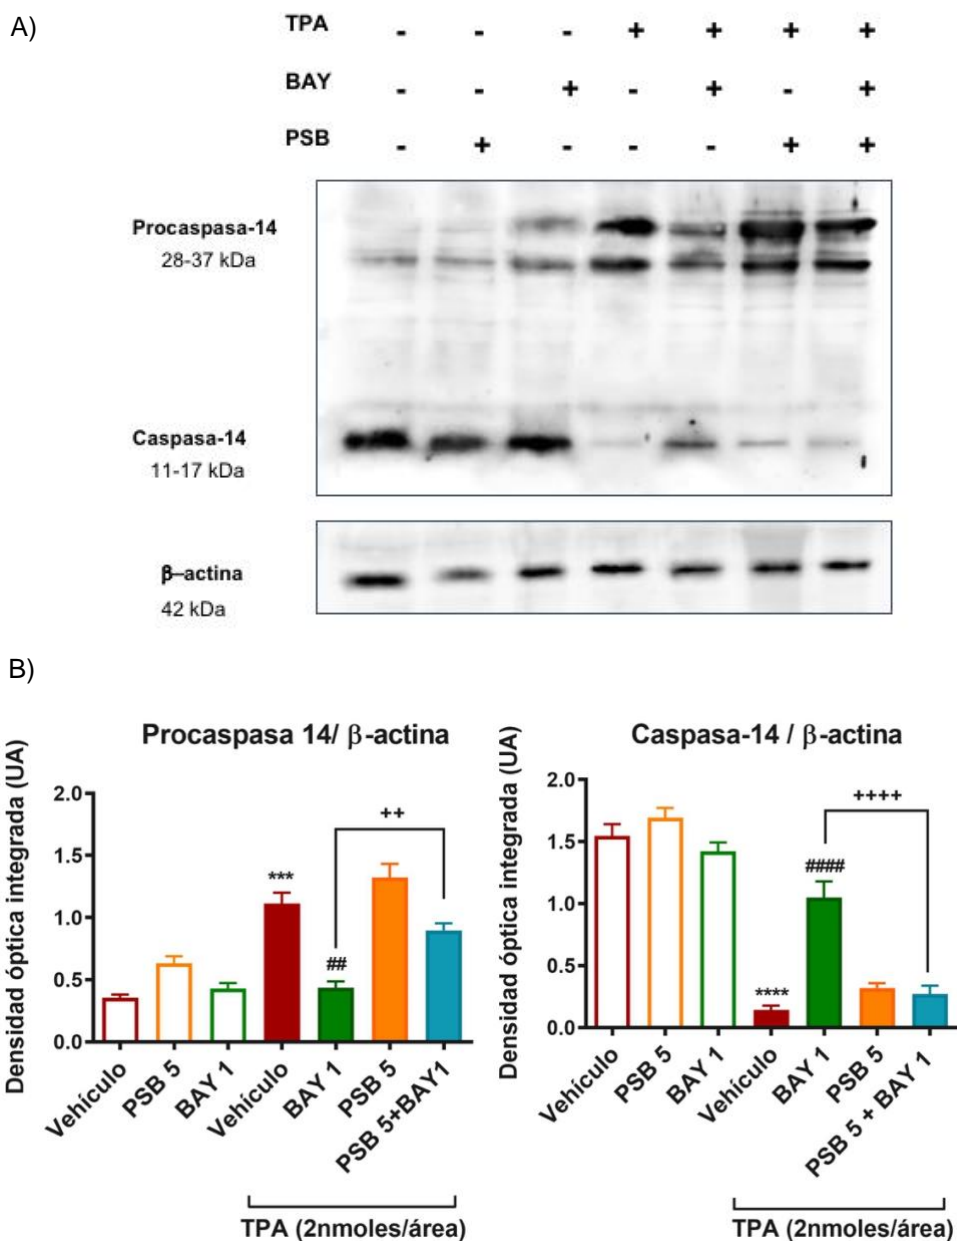 A)
TPA - - - + + + +
BAY - - + - + - +
PSB - + - - - + +
Procaspasa-14
28-37 kDa
Caspasa-14
11-17 kDa
β–actina
42 kDa
B)
Procaspasa 14/ β-actina
Densidad óptica integrada (UA)
2.0
1.5
1.0
0.5
0.0
***
##
++
Vehículo
PSB 5
BAY 1
Vehículo
BAY 1
PSB 5
PSB 5+BAY1
TPA (2nmoles/área)
Caspasa-14 / β-actina
Densidad óptica integrada (UA)
2.0
1.5
1.0
0.5
0.0
****
####
++++
Vehículo
PSB 5
BAY 1
Vehículo
BAY 1
PSB 5
PSB 5 + BAY 1
TPA (2nmoles/área)